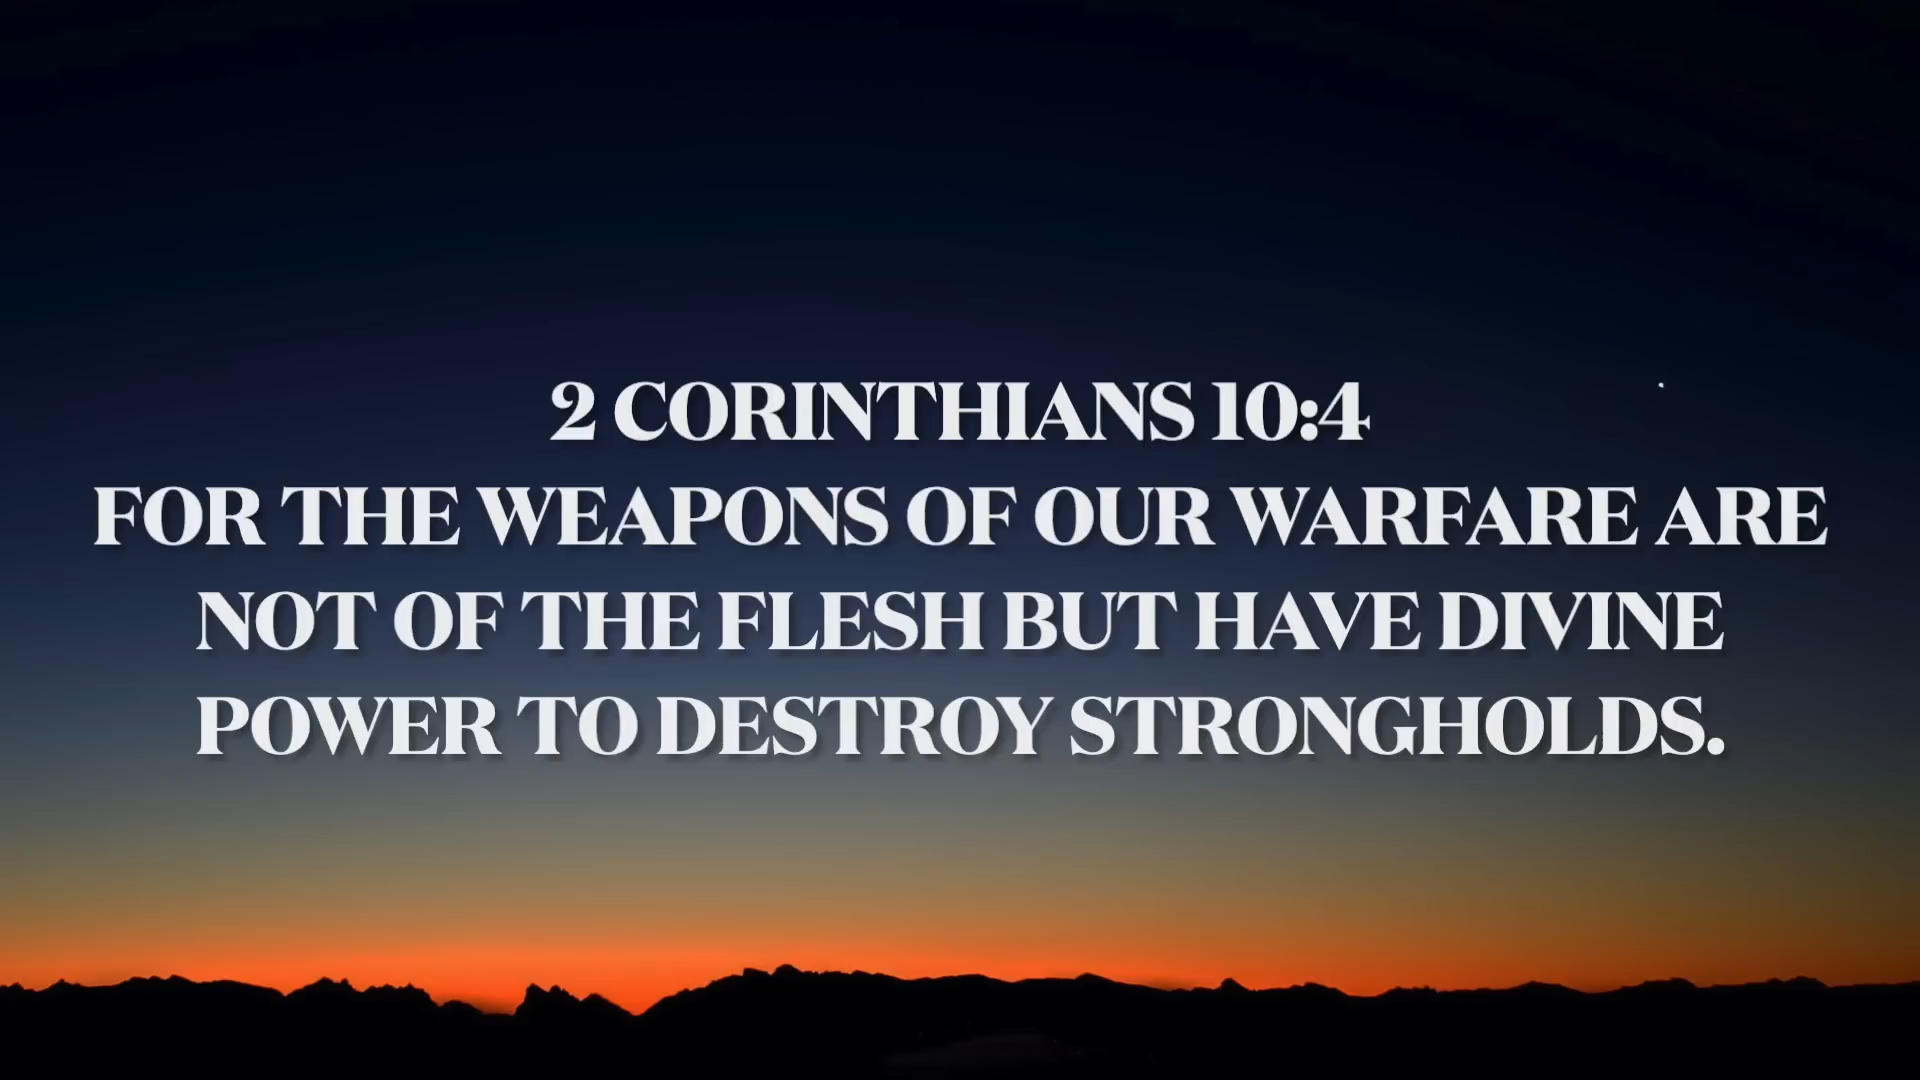 2 CORINTHIANS 10:4
FOR THE WEAPONS OF OUR WARFARE ARE
NOT OF THE FLESH BUT HAVE DIVINE
POWER TO DESTROY STRONGHOLDS.